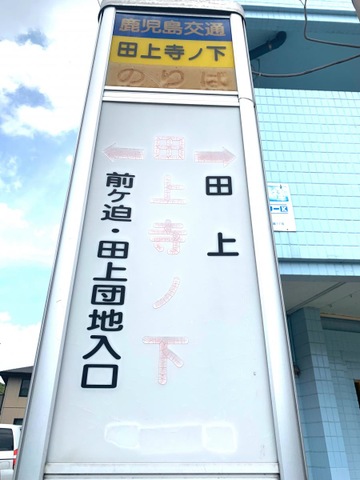 鹿児島交通
田上寺ノ下
のりば
田上寺ノ下
田上
前ヶ迫・田上団地入口